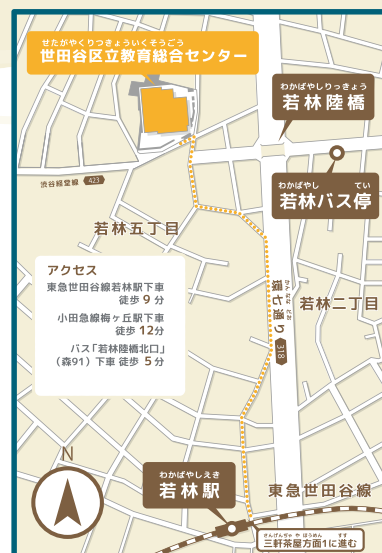 せたがやくりつきょういくそうごう
世田谷区立教育総合センター
わかばやしりっきょう
若林陸橋
わかばやし てい
若林バス停
渋谷経堂線 423
若林五丁目
アクセス
東急世田谷線若林駅下車
徒歩 9 分
小田急線梅ヶ丘駅下車
徒歩 12分
バス「若林陸橋北口」
(森91) 下車 徒歩 5分
かんななどおり
環七通り
318
若林二丁目
N
わかばやしえき
若林駅
東急世田谷線
さんげんぢゃ や ほうめん すす
三軒茶屋方面1に進む